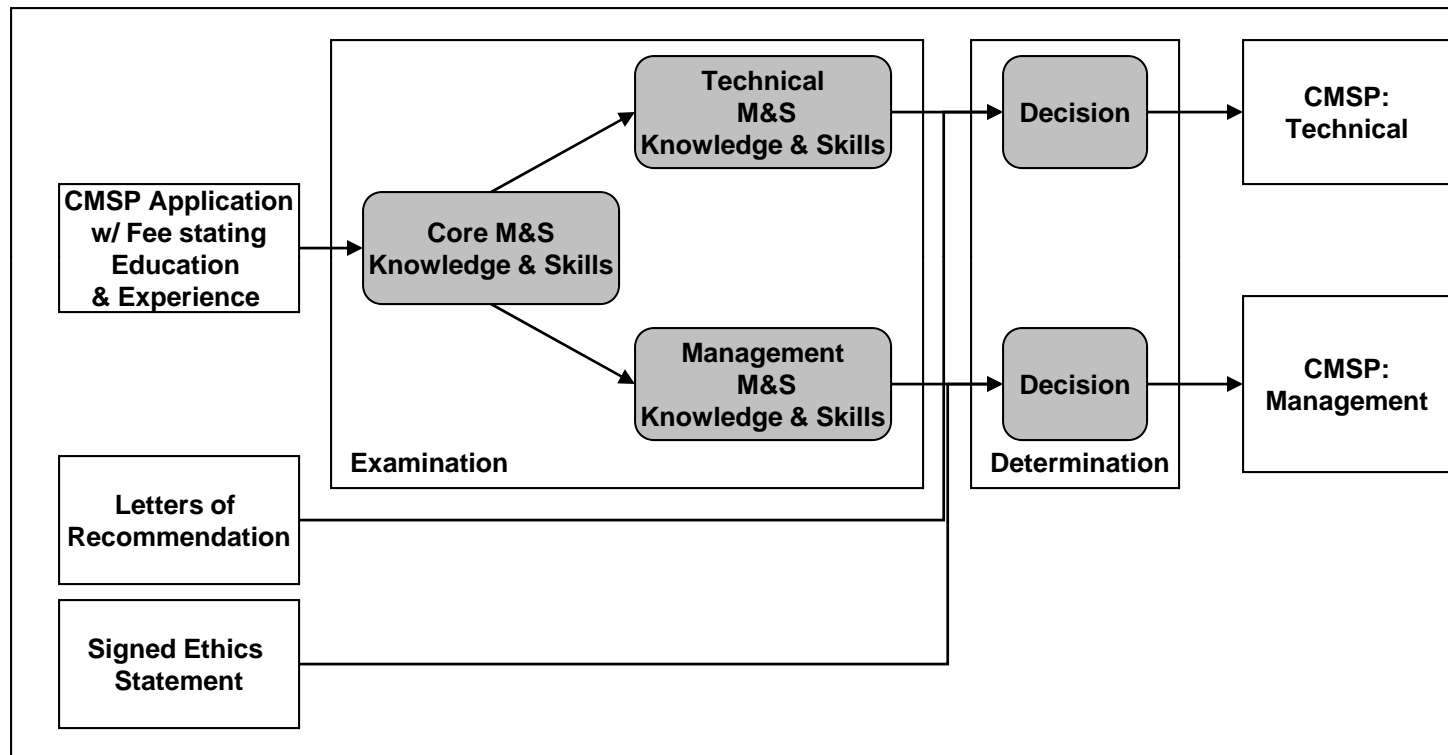 CMSP Application
w/ Fee stating
Education
& Experience
Core M&S
Knowledge & Skills
Technical
M&S
Knowledge & Skills
Management
M&S
Knowledge & Skills
Examination
Decision
Decision
Determination
CMSP:
Technical
CMSP:
Management
Letters of
Recommendation
Signed Ethics
Statement